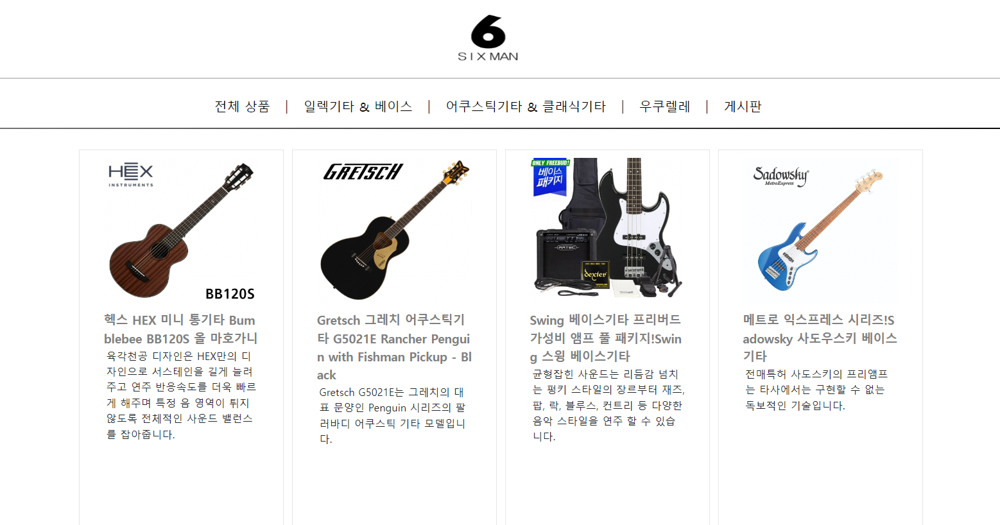 6
SIXMAN
전체 상품 | 일렉기타 & 베이스 | 어쿠스틱기타 & 클래식기타 | 우쿠렐레 | 게시판
HEX
INSTRUMENTS
BB120S
헥스 HEX 미니 통기타 Bum
blebee BB120S 올 마호가니
육각천공 디자인은 HEX만의 디
자인으로 서스테인을 길게 늘려
주고 연주 반응속도를 더욱 빠르
게 해주며 특정 음 영역이 튀지
않도록 전체적인 사운드 밸런스
를 잡아줍니다.
GRETSCH
Gretsch 그레치 어쿠스틱기
타 G5021E Rancher Pengui
n with Fishman Pickup - Bl
ack
Gretsch G5021E는 그레치의 대
표 문양인 Penguin 시리즈의 팔
러바디 어쿠스틱 기타 모델입니
다.
ONLY FREEBUD!
베이스
패키지
ARTEC
dexter
Swing 베이스기타 프리버드
가성비 앰프 풀 패키지!Swin
g 스윙 베이스기타
균형잡힌 사운드는 리듬감 넘치
는 펑키 스타일의 장르부터 재즈,
팝, 락, 블루스, 컨트리 등 다양한
음악 스타일을 연주 할 수 있습
니다.
Sadowsky
MetroExpress
메트로 익스프레스 시리즈!S
adowsky 사도우스키 베이스
기타
전매특허 사도스키의 프리앰프
는 타사에서는 구현할 수 없는
독보적인 기술입니다.